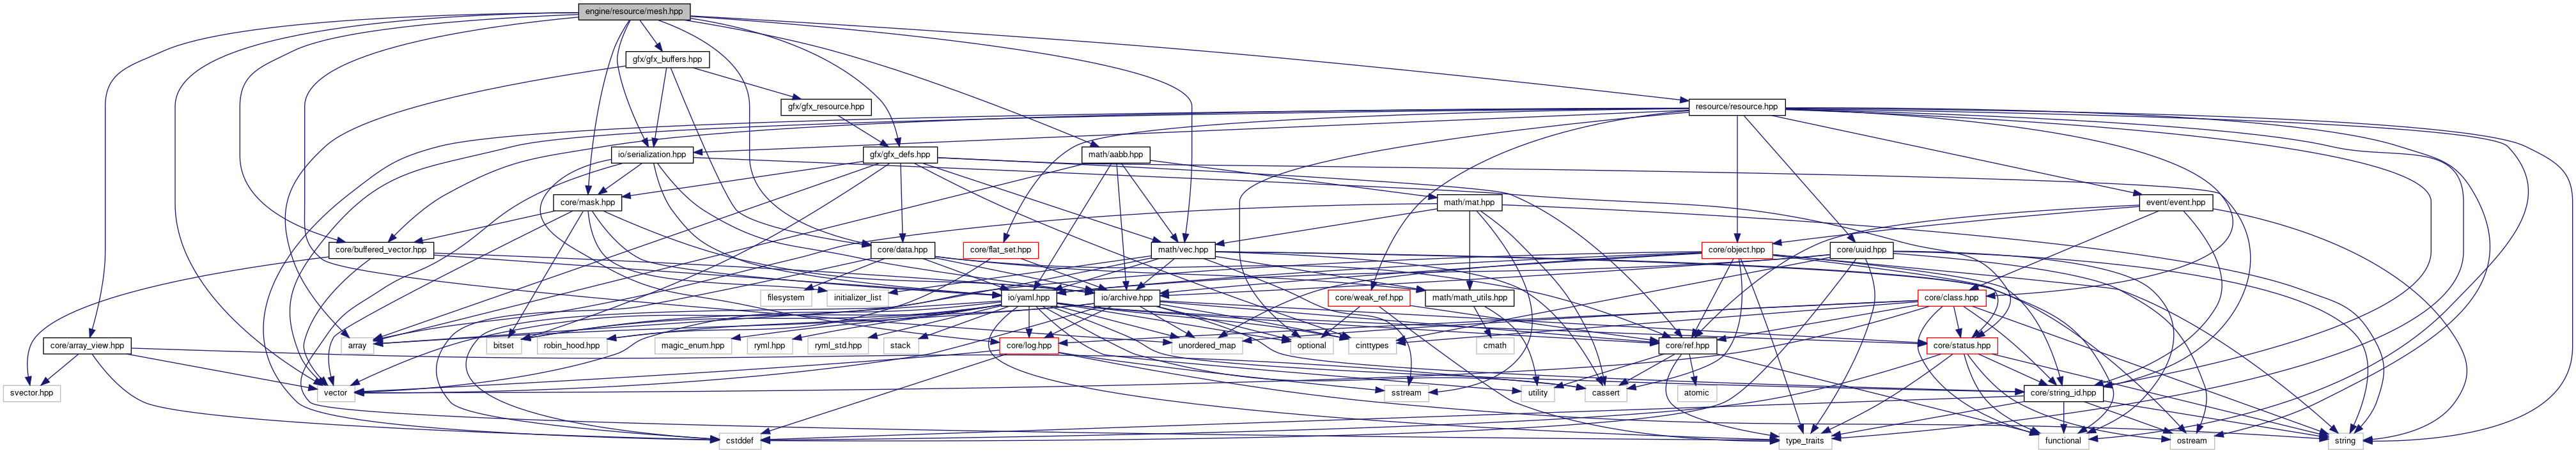 engine/resource/mesh.hpp
gfx/gfx_buffers.hpp
gfx/gfx_resource.hpp
resource/resource.hpp
io/serialization.hpp
gfx/gfx_defs.hpp
math/aabb.hpp
core/mask.hpp
math/mat.hpp
event/event.hpp
core/buffered_vector.hpp
core/data.hpp
core/flat_set.hpp
math/vec.hpp
core/object.hpp
core/uuid.hpp
filesystem
initializer_list
io/yaml.hpp
io/archive.hpp
core/weak_ref.hpp
math/math_utils.hpp
core/class.hpp
core/array_view.hpp
array
bitset
robin_hood.hpp
magic_enum.hpp
ryml.hpp
ryml_std.hpp
stack
core/log.hpp
unordered_map
optional
cinttypes
core/ref.hpp
cmath
core/status.hpp
svector.hpp
vector
sstream
utility
cassert
atomic
core/string_id.hpp
cstddef
type_traits
functional
ostream
string